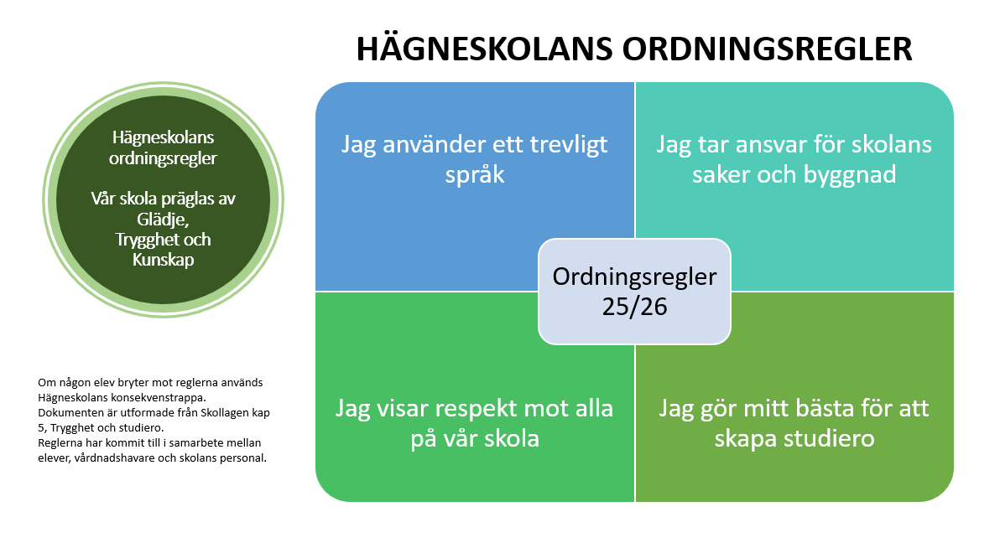 HÄGNESKOLANS ORDNINGSREGLER
Hägneskolans
ordningsregler
Vår skola präglas av
Glädje,
Trygghet och
Kunskap
Jag använder ett trevligt
språk
Jag tar ansvar för skolans
saker och byggnad
Ordningsregler
25/26
Jag visar respekt mot alla
på vår skola
Jag gör mitt bästa för att
skapa studiero
Om någon elev bryter mot reglerna används
Hägneskolans konsekvenstrappa.
Dokumenten är utformade från Skollagen kap
5, Trygghet och studiero.
Reglerna har kommit till i samarbete mellan
elever, vårdnadshavare och skolans personal.